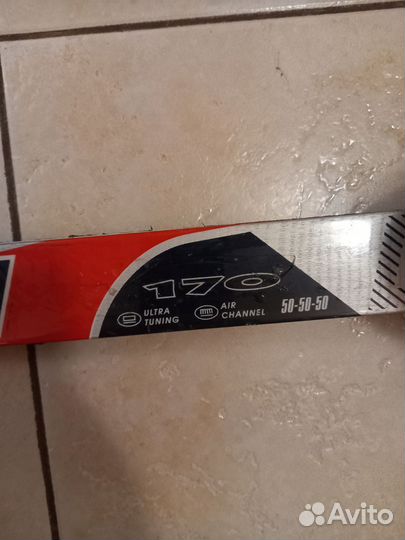 170
ULTRA TUNING
AIR CHANNEL
50-50-50
Avito